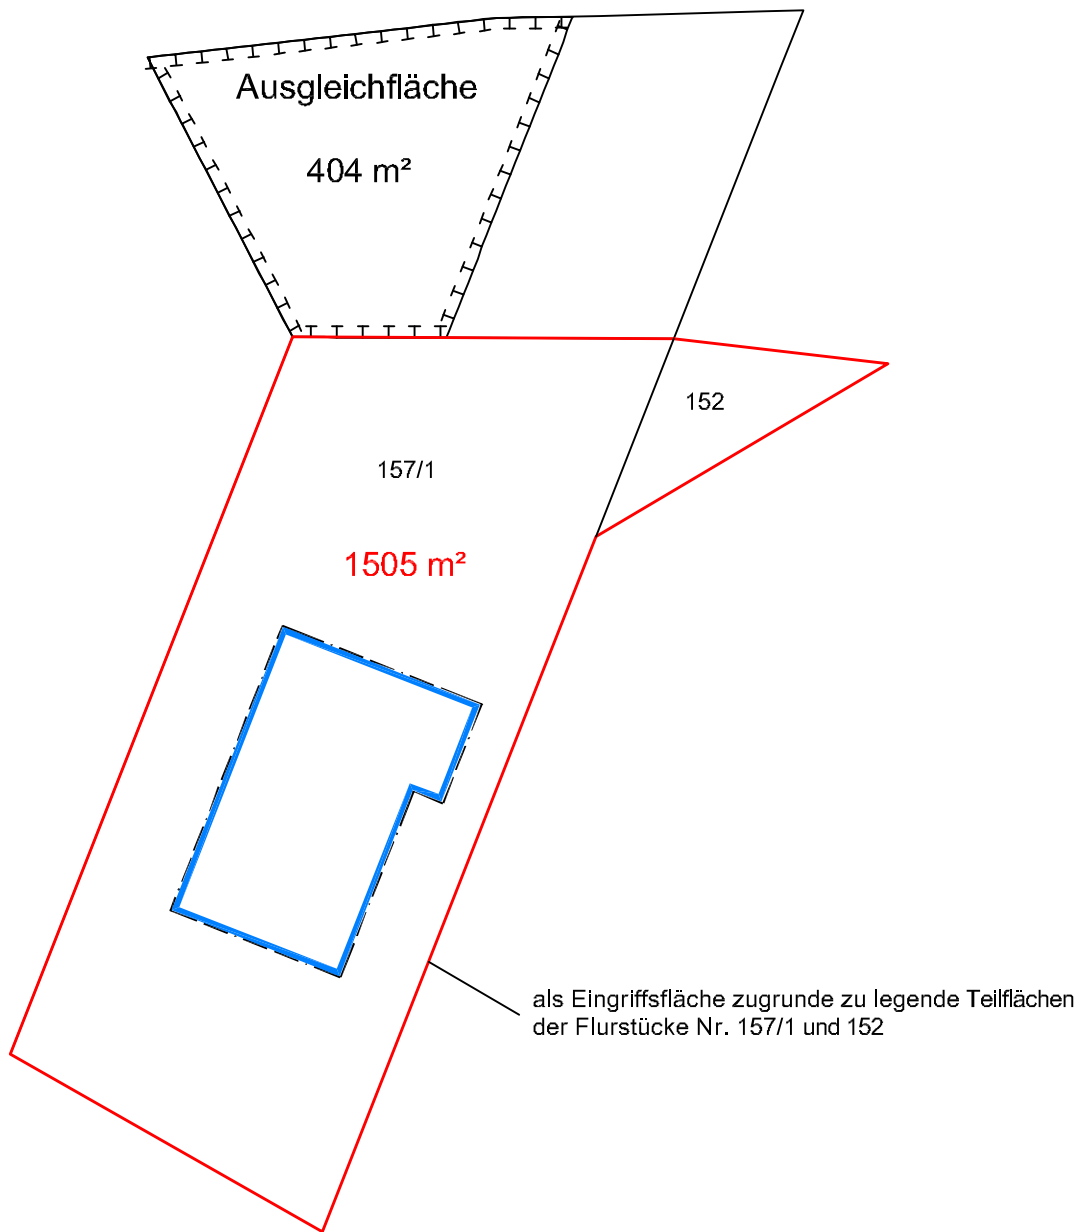 Ausgleichfläche
404 m²
152
157/1
1505 m²
als Eingriffsfläche zugrunde zu legende Teilflächen
der Flurstücke Nr. 157/1 und 152